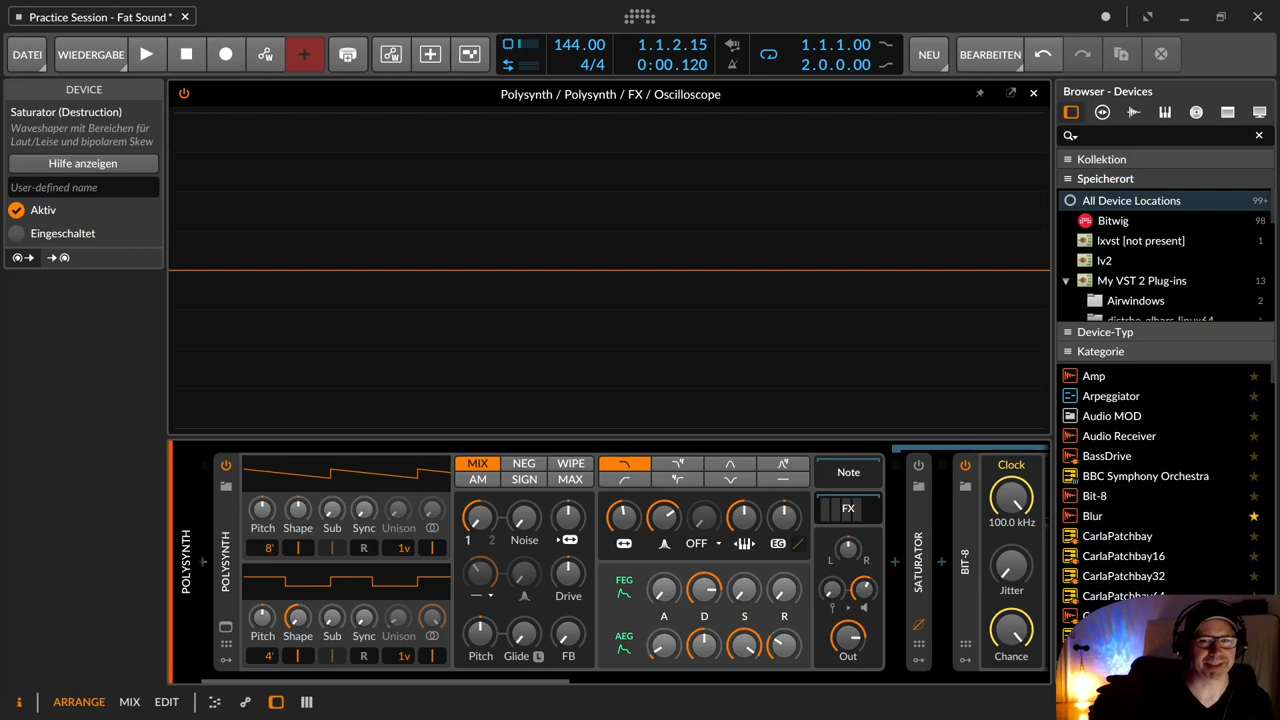 Practice Session - Fat Sound * ×
DATEI
WIEDERGABE
144.00
4/4
1.1.2.15
0:00.120
1.1.1.00
2.0.0.00
NEU
BEARBEITEN
DEVICE
Saturator (Destruction)
Waveshaper mit Bereichen für
Laut/Leise und bipolarem Skew
Hilfe anzeigen
User-defined name
Aktiv
Eingeschaltet
Polysynth / Polysynth / FX / Oscilloscope
Browser - Devices
Kollektion
Speicherort
All Device Locations 99+
Bitwig 98
lxvst [not present] 1
lv2
My VST 2 Plug-ins 13
Airwindows 2
Device-Typ
Kategorie
Amp
Arpeggiator
Audio MOD
Audio Receiver
BassDrive
BBC Symphony Orchestra
Bit-8
Blur
CarlaPatchbay
CarlaPatchbay16
CarlaPatchbay32
POLYSYNTH
POLYSYNTH
Pitch Shape Sub Sync Unison
8' R 1v
Pitch Shape Sub Sync Unison
4' R 1v
MIX NEG WIPE
AM SIGN MAX
1 2 Noise
Drive
Pitch Glide L FB
OFF EG
FEG
A D S R
AEG
Note
FX
L R
Out
SATURATOR
BIT-8
Clock
100.0 kHz
Jitter
Chance
i ARRANGE MIX EDIT